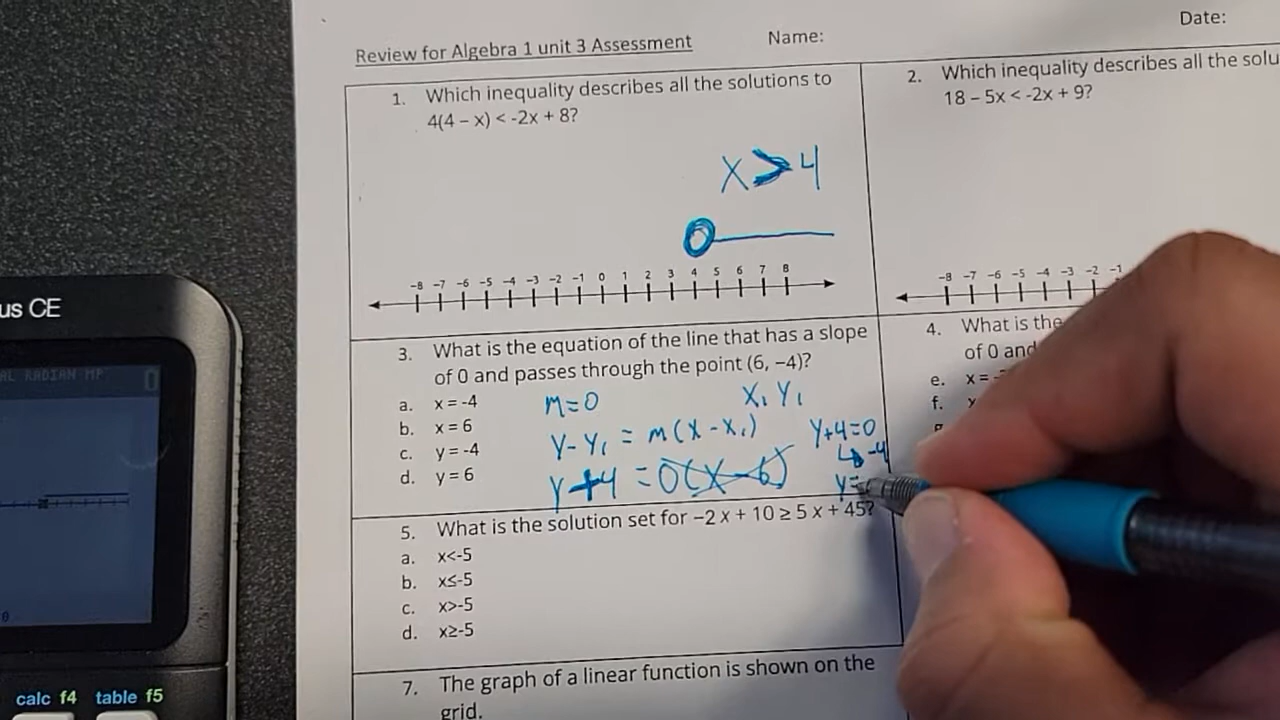 Review for Algebra 1 unit 3 Assessment Name: Date:
1. Which inequality describes all the solutions to
4(4 – x) < -2x + 8?
x > 4
-8 -7 -6 -5 -4 -3 -2 -1 0 1 2 3 4 5 6 7 8
2. Which inequality describes all the
18 – 5x < -2x + 9?
-8 -7 -6 -5 -4 -3 -2 -1
3. What is the equation of the line that has a slope
of 0 and passes through the point (6, −4)?
a. x = -4
b. x = 6
c. y = -4
d. y = 6
m=0 x₁ y₁
y-y₁ = m(x-x₁)
y+4 = 0(x-6)
y+4=0
-4
y=
4. What is the
of 0 and
e. x =
f.
5. What is the solution set for −2 x + 10 ≥ 5 x + 45?
a. x<-5
b. x≤-5
c. x>-5
d. x≥-5
7. The graph of a linear function is shown on the
grid.
us CE
RADIAN MP
calc f4 table f5